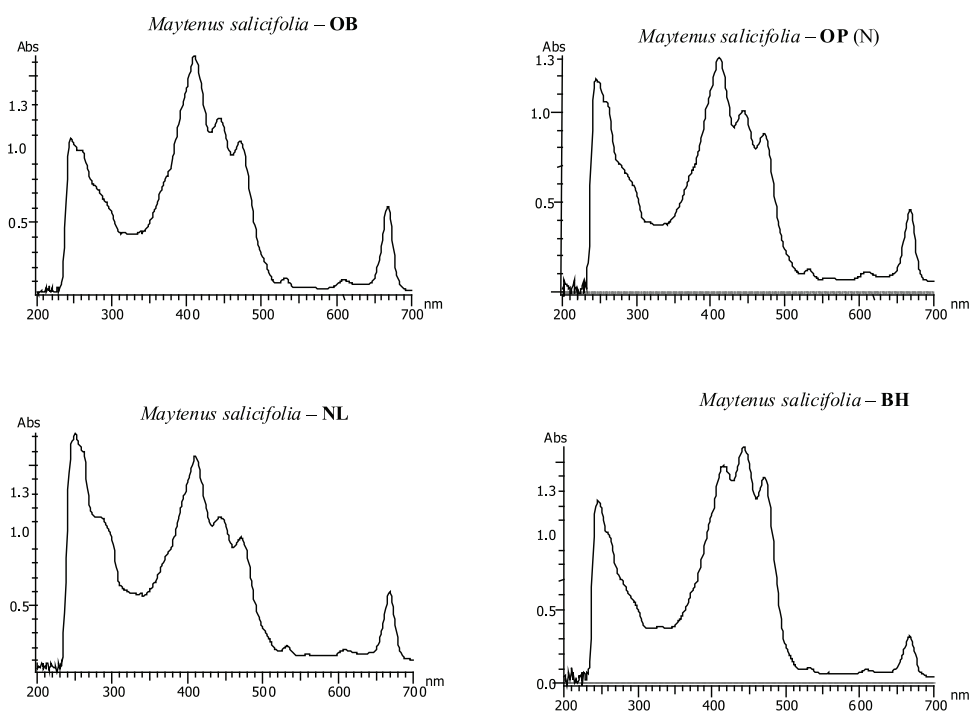 Maytenus salicifolia – OB
Abs
1.3
1.0
0.5
200 300 400 500 600 700 nm
Maytenus salicifolia – OP (N)
Abs
1.3
1.0
0.5
200 300 400 500 600 700 nm
Maytenus salicifolia – NL
Abs
1.3
1.0
0.5
200 300 400 500 600 700 nm
Maytenus salicifolia – BH
Abs
1.3
1.0
0.5
0.0
200 300 400 500 600 700 nm